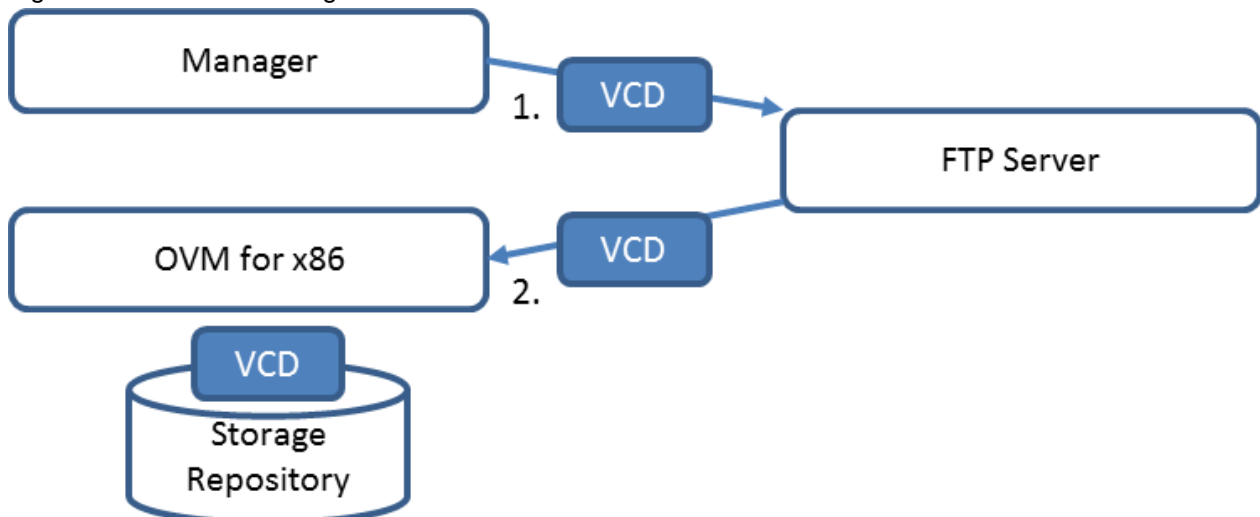 Manager
1.
VCD
FTP Server
OVM for x86
VCD
2.
VCD
Storage
Repository